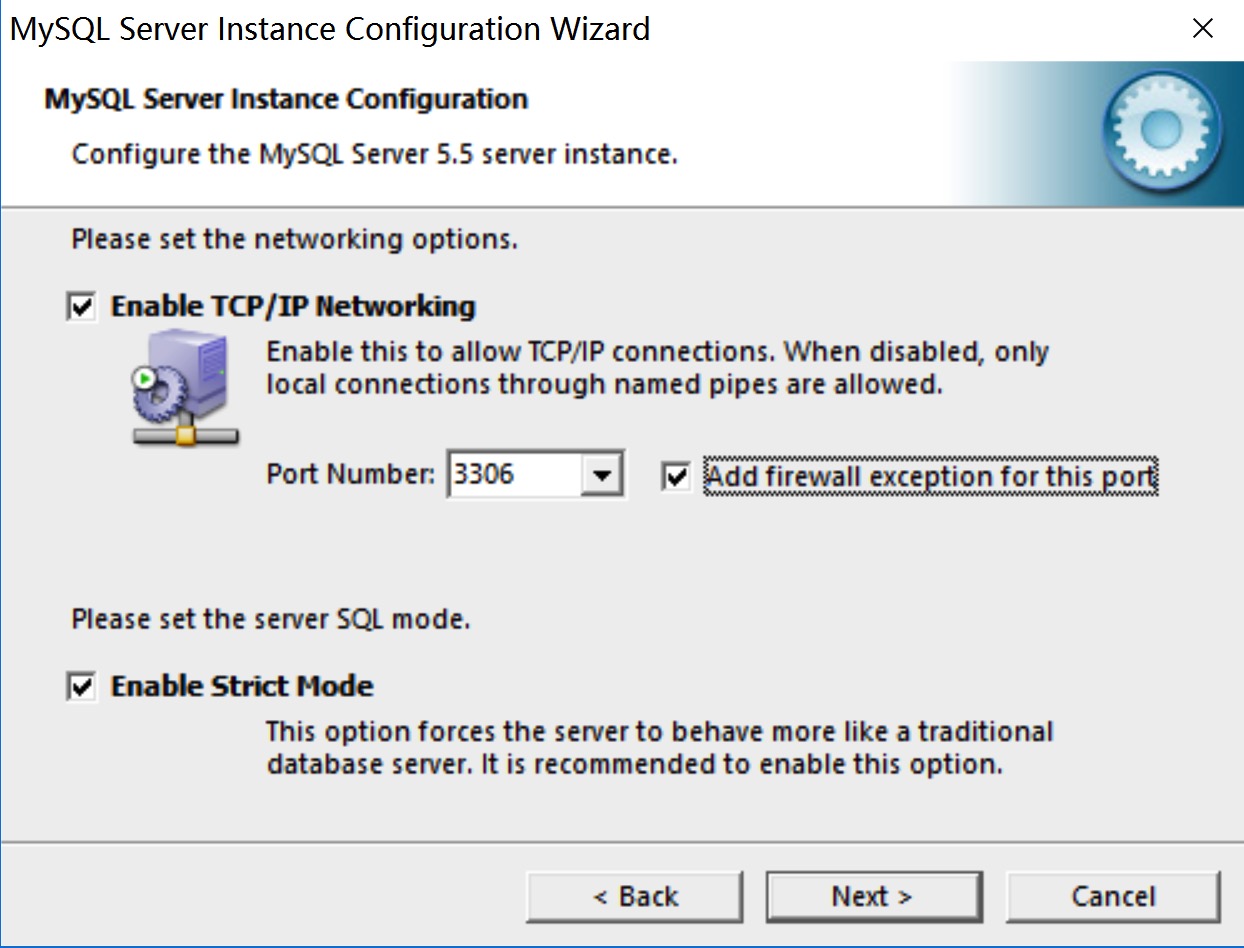 MySQL Server Instance Configuration Wizard
MySQL Server Instance Configuration
Configure the MySQL Server 5.5 server instance.
Please set the networking options.
Enable TCP/IP Networking
Enable this to allow TCP/IP connections. When disabled, only
local connections through named pipes are allowed.
Port Number: 3306 Add firewall exception for this port
Please set the server SQL mode.
Enable Strict Mode
This option forces the server to behave more like a traditional
database server. It is recommended to enable this option.
< Back Next > Cancel